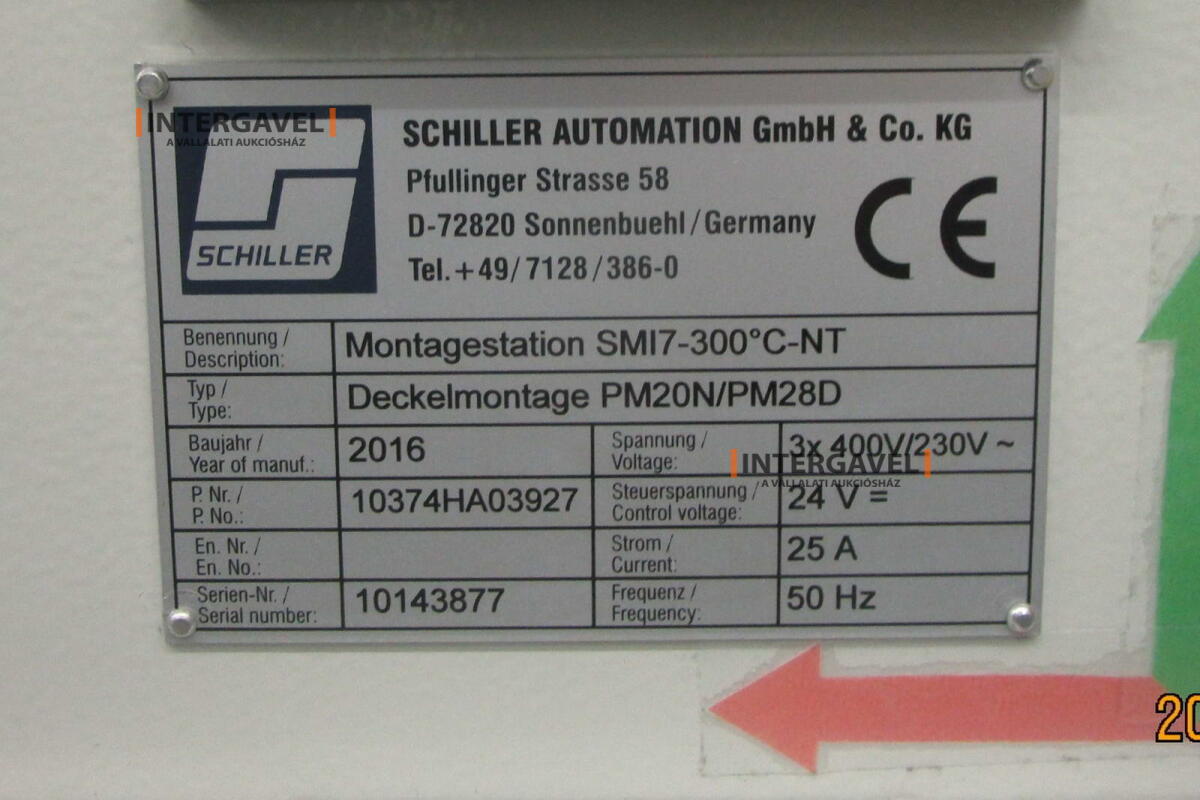 INTERGAVEL
A VÁLLALATI AUKCIÓSHÁZ
SCHILLER
SCHILLER AUTOMATION GmbH & Co. KG
Pfullinger Strasse 58
D-72820 Sonnenbuehl/Germany
Tel.+49/7128/386-0
CE
Benennung /
Description:
Montagestation SMI7-300°C-NT
Typ /
Type:
Deckelmontage PM20N/PM28D
Baujahr /
Year of manuf.:
2016
Spannung /
Voltage:
3x 400V/230V ~
INTERGAVEL
A VÁLLALATI AUKCIÓSHÁZ
P. Nr. /
P. No.:
10374HA03927
Steuerspannung /
Control voltage:
24 V =
En. Nr. /
En. No.:
Strom /
Current:
25 A
Serien-Nr. /
Serial number:
10143877
Frequenz /
Frequency:
50 Hz
20